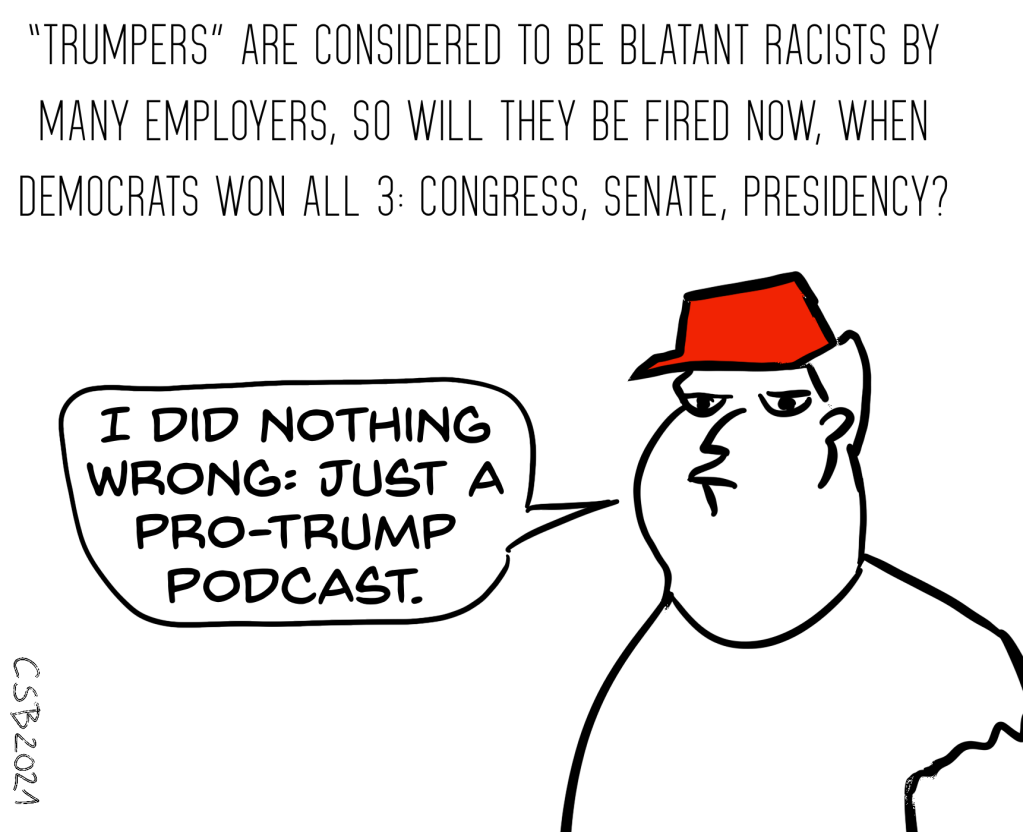 "TRUMPERS" ARE CONSIDERED TO BE BLATANT RACISTS BY
MANY EMPLOYERS, SO WILL THEY BE FIRED NOW, WHEN
DEMOCRATS WON ALL 3: CONGRESS, SENATE, PRESIDENCY?
I DID NOTHING
WRONG: JUST A
PRO-TRUMP
PODCAST.
CSB2021